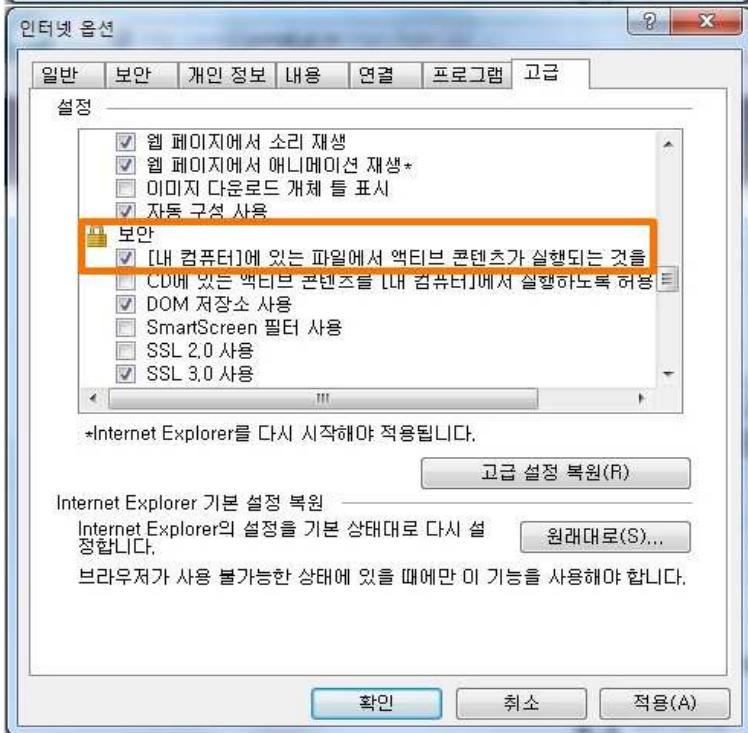 인터넷 옵션
일반 보안 개인 정보 내용 연결 프로그램 고급
설정
웹 페이지에서 소리 재생
웹 페이지에서 애니메이션 재생*
이미지 다운로드 개체 틀 표시
자동 구성 사용
보안
[내 컴퓨터]에 있는 파일에서 액티브 콘텐츠가 실행되는 것을
CD에 있는 액티브 콘텐츠를 [내 컴퓨터]에서 실행하도록 허용
DOM 저장소 사용
SmartScreen 필터 사용
SSL 2.0 사용
SSL 3.0 사용
*Internet Explorer를 다시 시작해야 적용됩니다.
고급 설정 복원(R)
Internet Explorer 기본 설정 복원
Internet Explorer의 설정을 기본 상태대로 다시 설
정합니다.
원래대로(S)...
브라우저가 사용 불가능한 상태에 있을 때에만 이 기능을 사용해야 합니다.
확인 취소 적용(A)